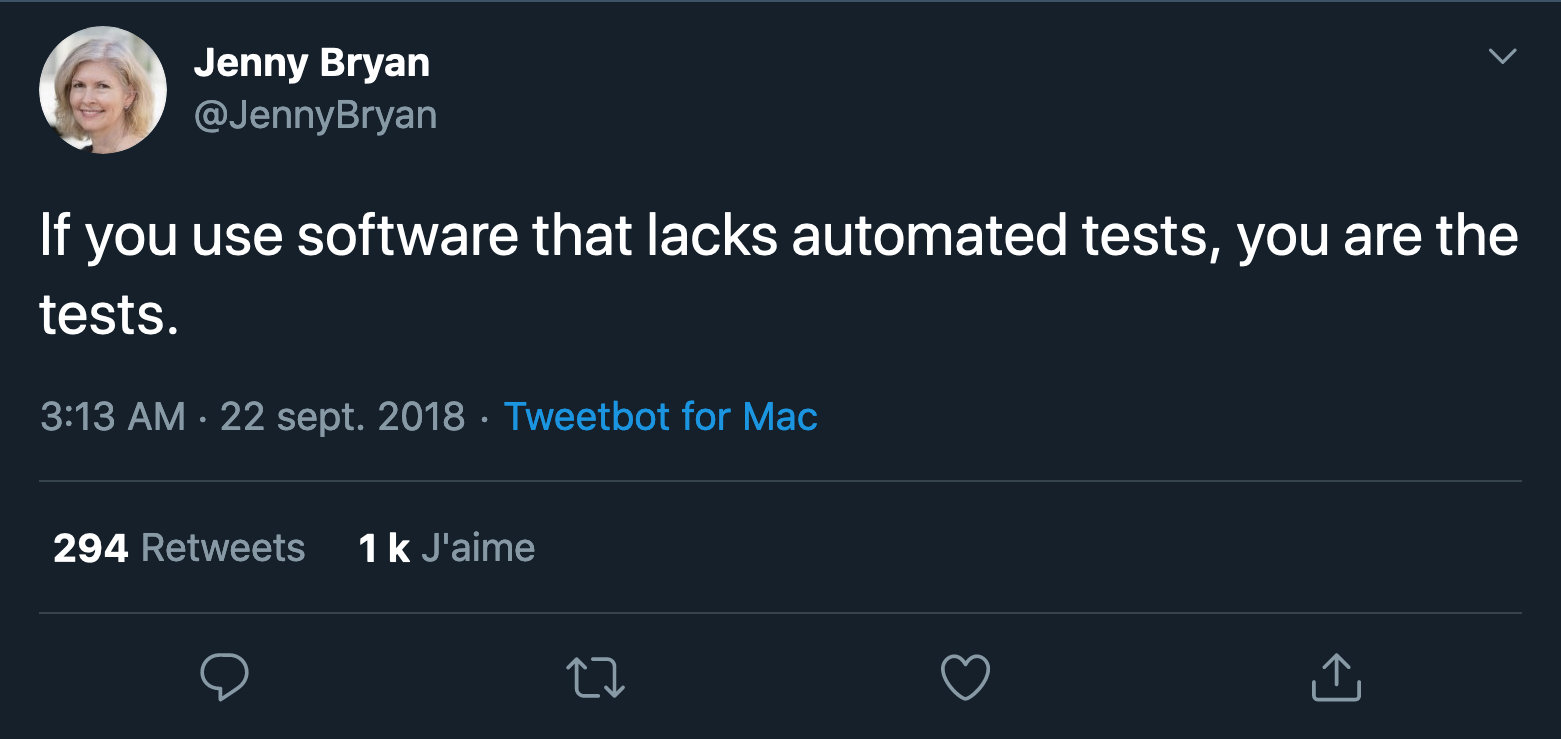 Jenny Bryan
@JennyBryan
If you use software that lacks automated tests, you are the
tests.
3:13 AM · 22 sept. 2018 · Tweetbot for Mac
294 Retweets 1 k J'aime